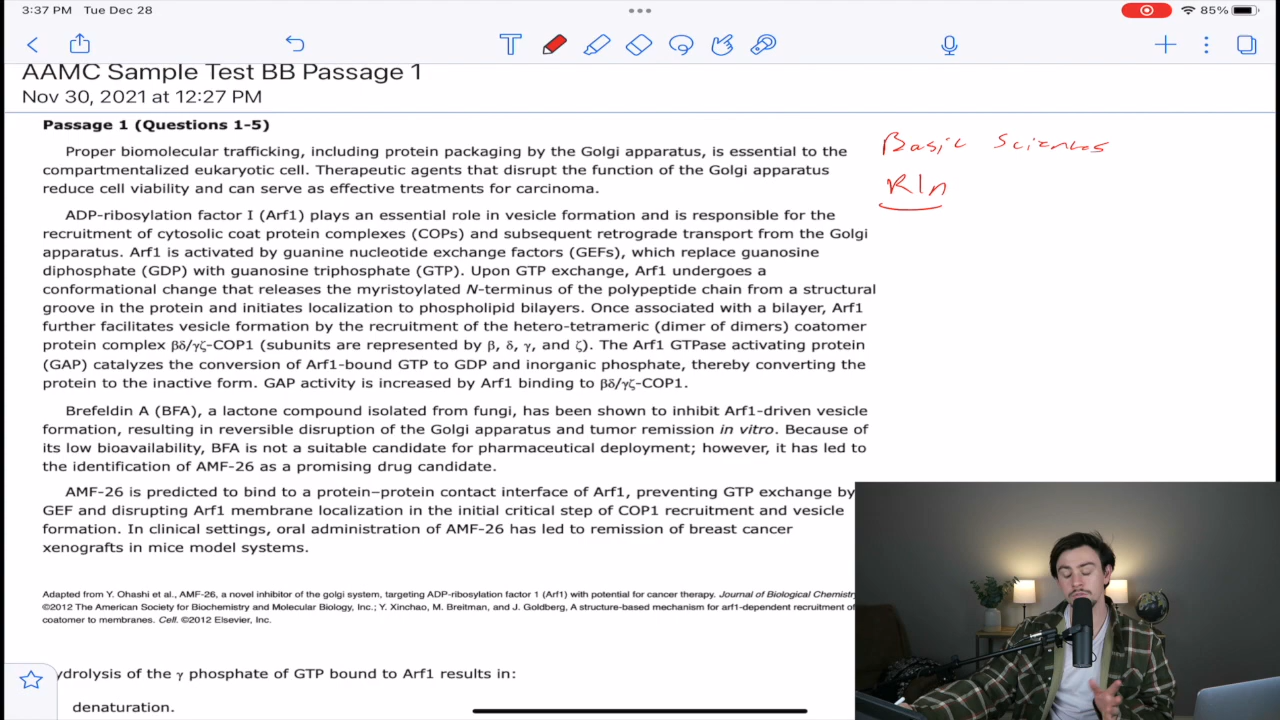 3:37 PM Tue Dec 28
85%
AAMC Sample Test BB Passage 1
Nov 30, 2021 at 12:27 PM
Passage 1 (Questions 1-5)
Basic Sciences
Proper biomolecular trafficking, including protein packaging by the Golgi apparatus, is essential to the
compartmentalized eukaryotic cell. Therapeutic agents that disrupt the function of the Golgi apparatus
reduce cell viability and can serve as effective treatments for carcinoma.
Rln
ADP-ribosylation factor I (Arf1) plays an essential role in vesicle formation and is responsible for the
recruitment of cytosolic coat protein complexes (COPs) and subsequent retrograde transport from the Golgi
apparatus. Arf1 is activated by guanine nucleotide exchange factors (GEFs), which replace guanosine
diphosphate (GDP) with guanosine triphosphate (GTP). Upon GTP exchange, Arf1 undergoes a
conformational change that releases the myristoylated N-terminus of the polypeptide chain from a structural
groove in the protein and initiates localization to phospholipid bilayers. Once associated with a bilayer, Arf1
further facilitates vesicle formation by the recruitment of the hetero-tetrameric (dimer of dimers) coatomer
protein complex βδ/γζ-COP1 (subunits are represented by β, δ, γ, and ζ). The Arf1 GTPase activating protein
(GAP) catalyzes the conversion of Arf1-bound GTP to GDP and inorganic phosphate, thereby converting the
protein to the inactive form. GAP activity is increased by Arf1 binding to βδ/γζ-COP1.
Brefeldin A (BFA), a lactone compound isolated from fungi, has been shown to inhibit Arf1-driven vesicle
formation, resulting in reversible disruption of the Golgi apparatus and tumor remission in vitro. Because of
its low bioavailability, BFA is not a suitable candidate for pharmaceutical deployment; however, it has led to
the identification of AMF-26 as a promising drug candidate.
AMF-26 is predicted to bind to a protein–protein contact interface of Arf1, preventing GTP exchange by
GEF and disrupting Arf1 membrane localization in the initial critical step of COP1 recruitment and vesicle
formation. In clinical settings, oral administration of AMF-26 has led to remission of breast cancer
xenografts in mice model systems.
Adapted from Y. Ohashi et al., AMF-26, a novel inhibitor of the golgi system, targeting ADP-ribosylation factor 1 (Arf1) with potential for cancer therapy. Journal of Biological Chemistry
©2012 The American Society for Biochemistry and Molecular Biology, Inc.; Y. Xinchao, M. Breitman, and J. Goldberg, A structure-based mechanism for arf1-dependent recruitment of
coatomer to membranes. Cell. ©2012 Elsevier, Inc.
ydrolysis of the γ phosphate of GTP bound to Arf1 results in:
denaturation.